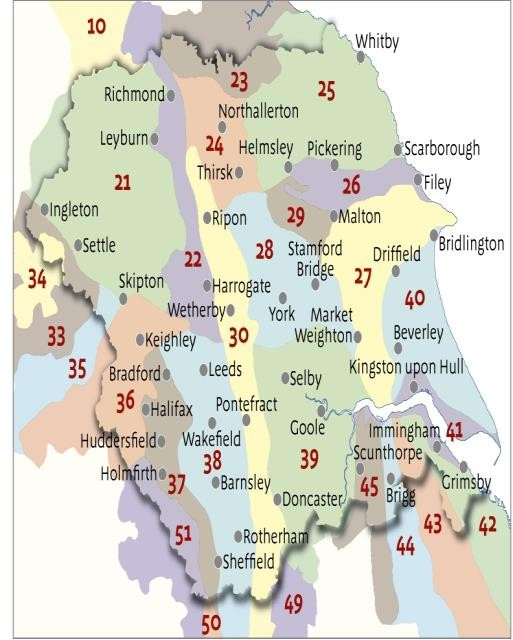 10
Whitby
23
Richmond
25
Northallerton
Leyburn
24
Helmsley
Pickering
Scarborough
Thirsk
21
26
Filey
Ingleton
Ripon
29
Malton
Settle
28
Stamford
Bridge
Driffield
Bridlington
22
34
27
Skipton
Harrogate
40
York
Wetherby
Market
Weighton
30
33
Keighley
Beverley
35
Bradford
Leeds
Selby
Kingston upon Hull
36
Halifax
Pontefract
Goole
Immingham
41
Huddersfield
Wakefield
Scunthorpe
38
39
Holmfirth
37
Barnsley
45
Brigg
Grimsby
Doncaster
43
42
51
Rotherham
44
Sheffield
49
50